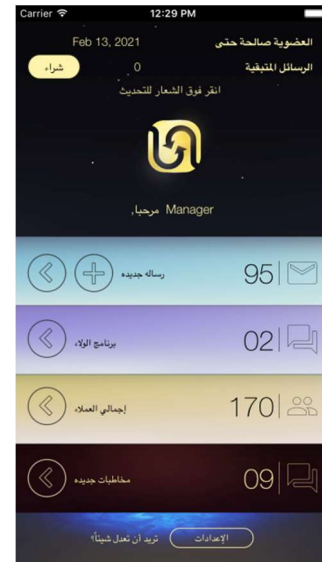 Carrier 12:29 PM
العضوية صالحة حتى Feb 13, 2021
الرسائل المتبقية 0 شراء
انقر فوق الشعار للتحديث
مرحبا, Manager
95 رساله جديده
02 برنامج الولاء
170 إجمالي العملاء
09 مخاطبات جديده
تريد أن تعدل شيئاً؟ الإعدادات